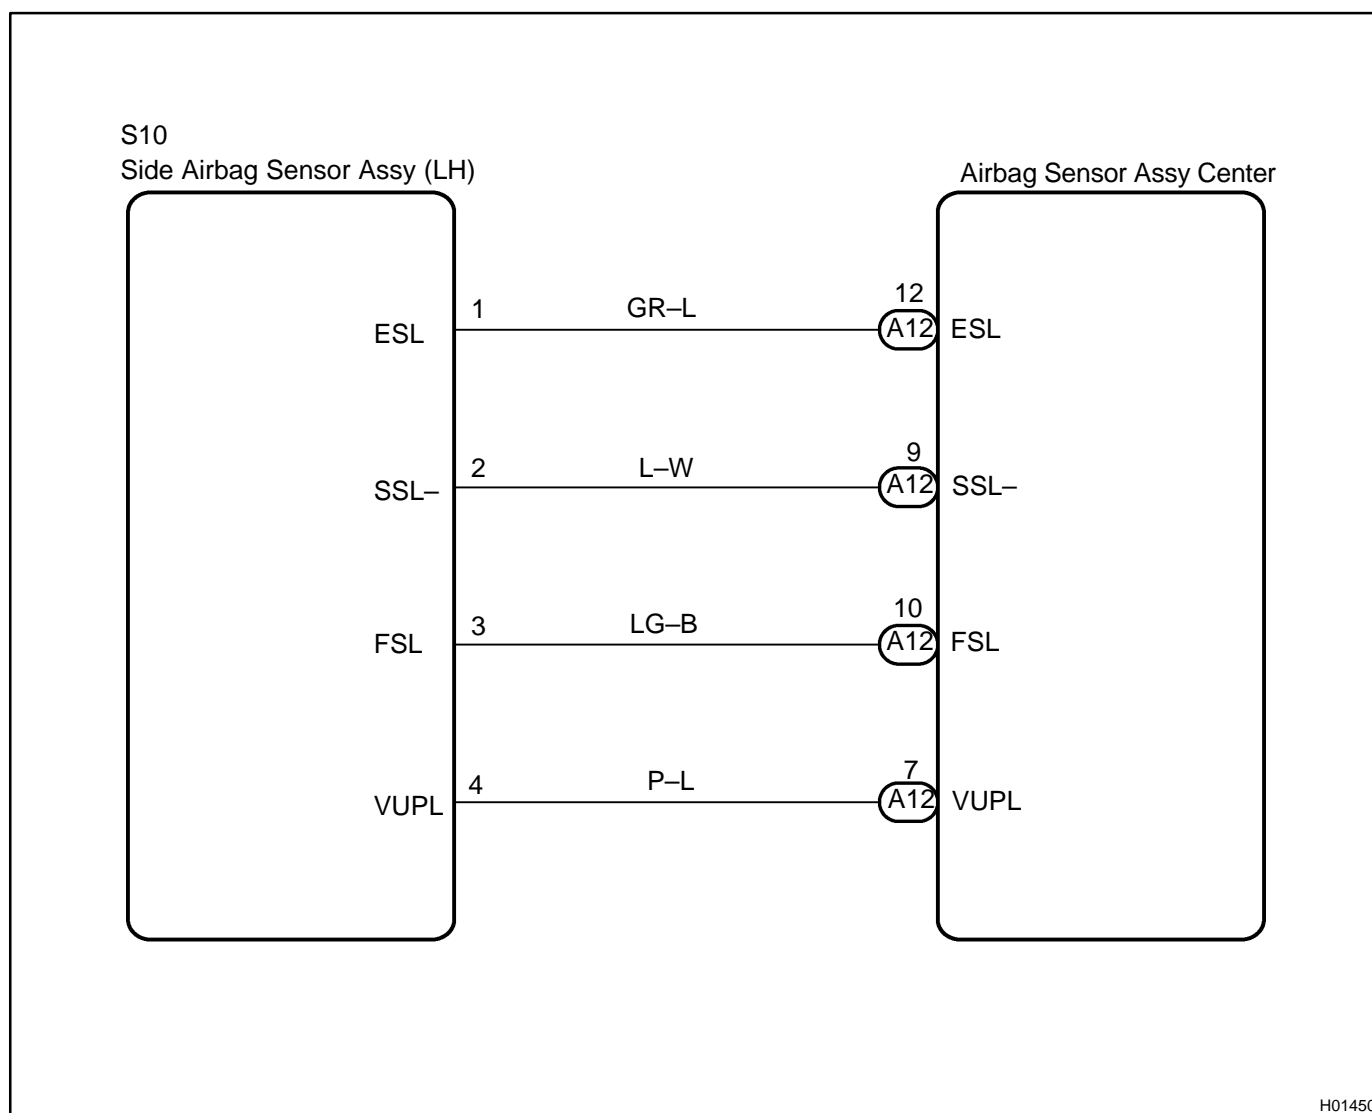 S10
Side Airbag Sensor Assy (LH)
Airbag Sensor Assy Center
ESL 1 GR–L 12 A12 ESL
SSL– 2 L–W 9 A12 SSL–
FSL 3 LG–B 10 A12 FSL
VUPL 4 P–L 7 A12 VUPL
H01450